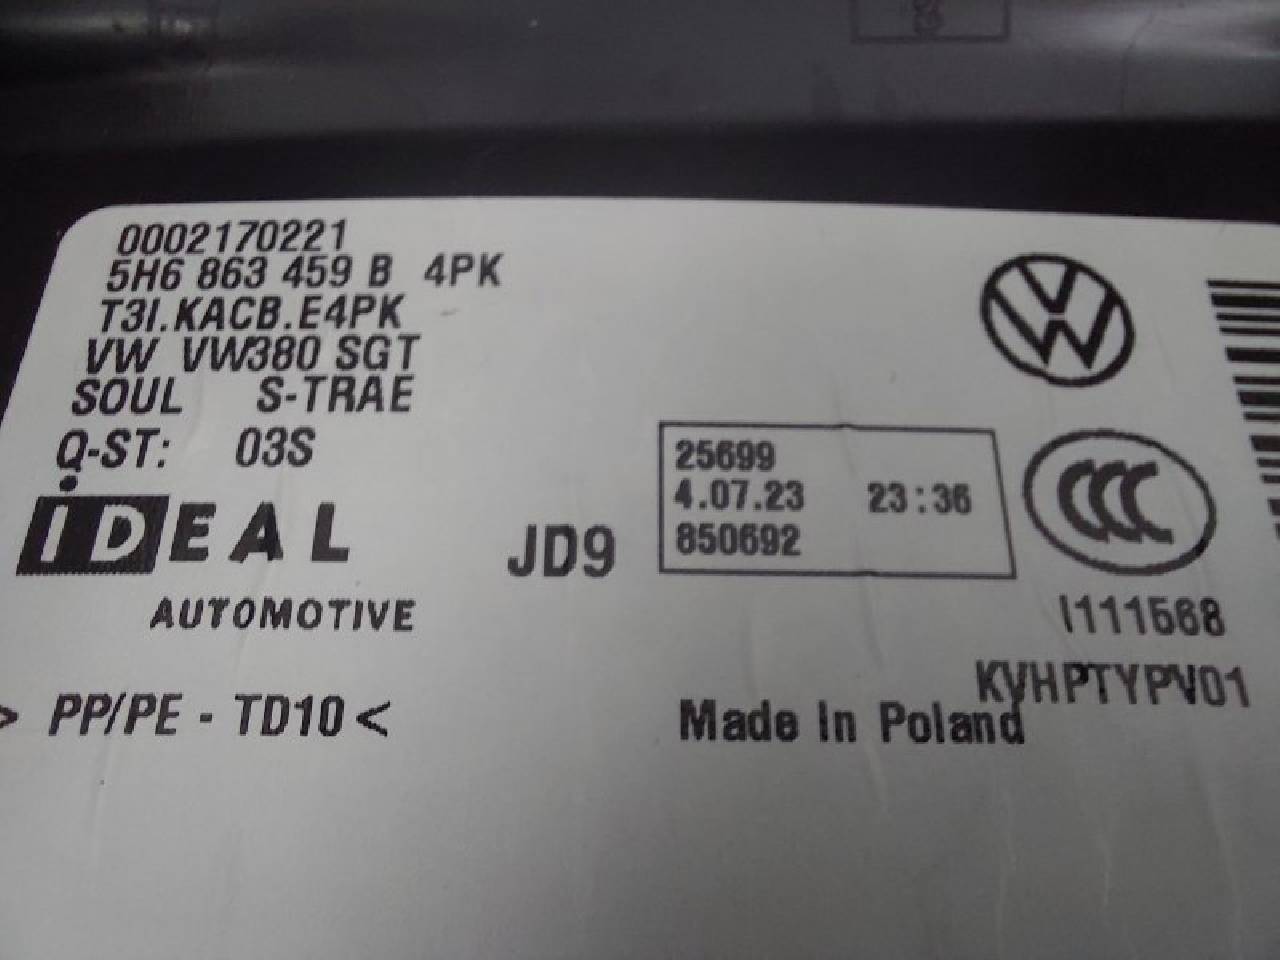 0002170221
5H6 863 459 B 4PK
T3I.KACB.E4PK
VW VW380 SGT
SOUL S-TRAE
Q-ST: 03S
IDEAL
AUTOMOTIVE
JD9
25699
4.07.23 23:36
850692
CCC
I111568
KVHPTYPV01
> PP/PE - TD10 <
Made In Poland